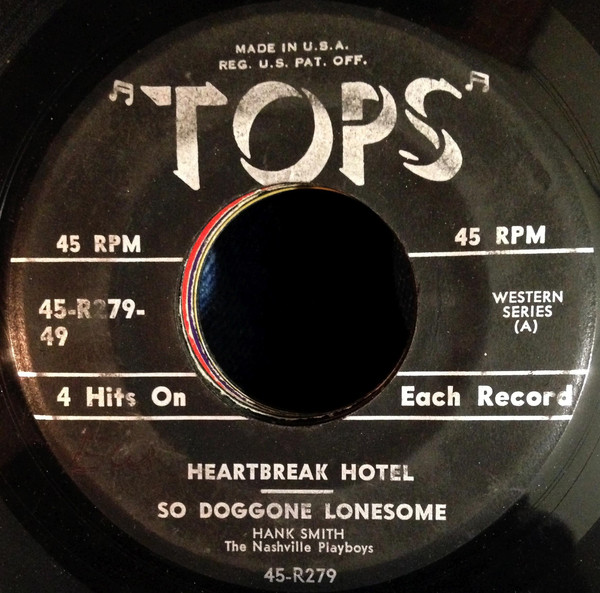 MADE IN U.S.A.
REG. U.S. PAT. OFF.
"TOPS"
45 RPM
45 RPM
45-R279-
49
WESTERN
SERIES
(A)
4 Hits On
Each Record
HEARTBREAK HOTEL
SO DOGGONE LONESOME
HANK SMITH
The Nashville Playboys
45-R279